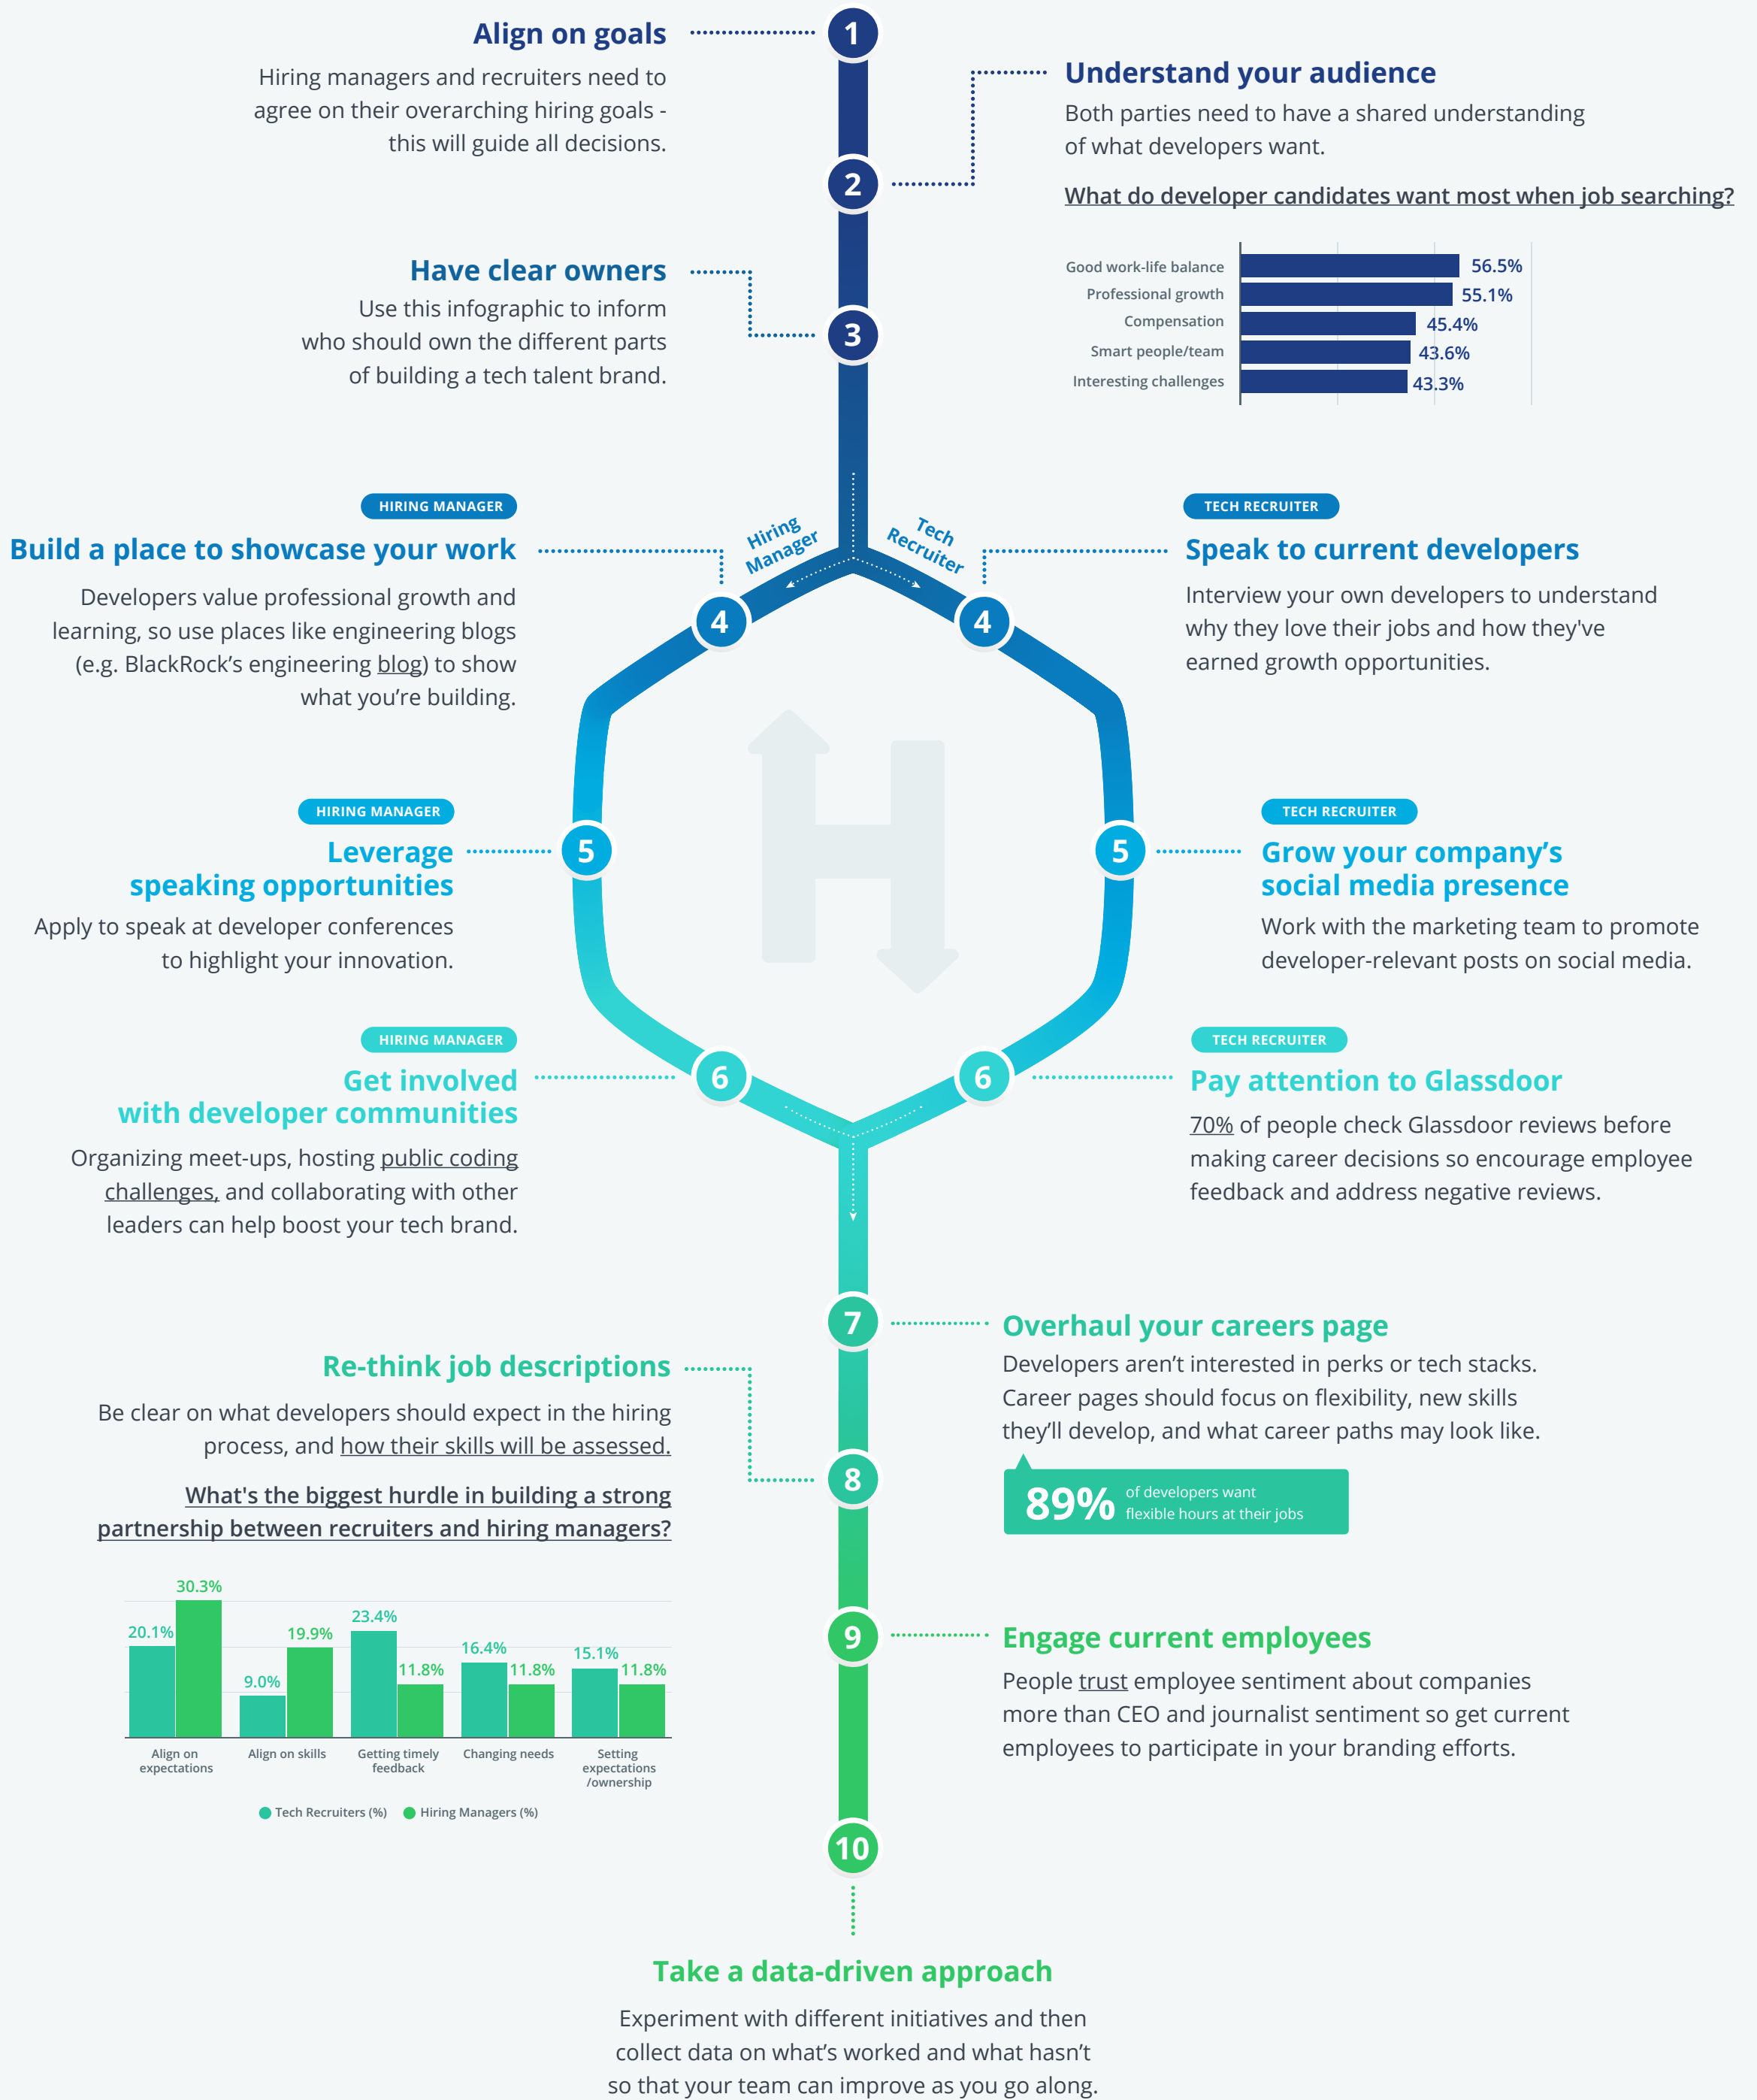 1
Align on goals
Hiring managers and recruiters need to
agree on their overarching hiring goals -
this will guide all decisions.
2
Understand your audience
Both parties need to have a shared understanding
of what developers want.
What do developer candidates want most when job searching?
Good work-life balance 56.5%
Professional growth 55.1%
Compensation 45.4%
Smart people/team 43.6%
Interesting challenges 43.3%
3
Have clear owners
Use this infographic to inform
who should own the different parts
of building a tech talent brand.
Hiring
Manager
Tech
Recruiter
HIRING MANAGER
4
Build a place to showcase your work
Developers value professional growth and
learning, so use places like engineering blogs
(e.g. BlackRock’s engineering blog) to show
what you’re building.
TECH RECRUITER
4
Speak to current developers
Interview your own developers to understand
why they love their jobs and how they've
earned growth opportunities.
HIRING MANAGER
5
Leverage
speaking opportunities
Apply to speak at developer conferences
to highlight your innovation.
TECH RECRUITER
5
Grow your company’s
social media presence
Work with the marketing team to promote
developer-relevant posts on social media.
HIRING MANAGER
6
Get involved
with developer communities
Organizing meet-ups, hosting public coding
challenges, and collaborating with other
leaders can help boost your tech brand.
TECH RECRUITER
6
Pay attention to Glassdoor
70% of people check Glassdoor reviews before
making career decisions so encourage employee
feedback and address negative reviews.
7
Overhaul your careers page
Developers aren’t interested in perks or tech stacks.
Career pages should focus on flexibility, new skills
they’ll develop, and what career paths may look like.
89%
of developers want
flexible hours at their jobs
8
Re-think job descriptions
Be clear on what developers should expect in the hiring
process, and how their skills will be assessed.
What's the biggest hurdle in building a strong
partnership between recruiters and hiring managers?
20.1% 30.3%
9.0% 19.9%
23.4% 11.8%
16.4% 11.8%
15.1% 11.8%
Align on
expectations
Align on skills
Getting timely
feedback
Changing needs
Setting
expectations
/ownership
Tech Recruiters (%) Hiring Managers (%)
9
Engage current employees
People trust employee sentiment about companies
more than CEO and journalist sentiment so get current
employees to participate in your branding efforts.
10
Take a data-driven approach
Experiment with different initiatives and then
collect data on what’s worked and what hasn’t
so that your team can improve as you go along.